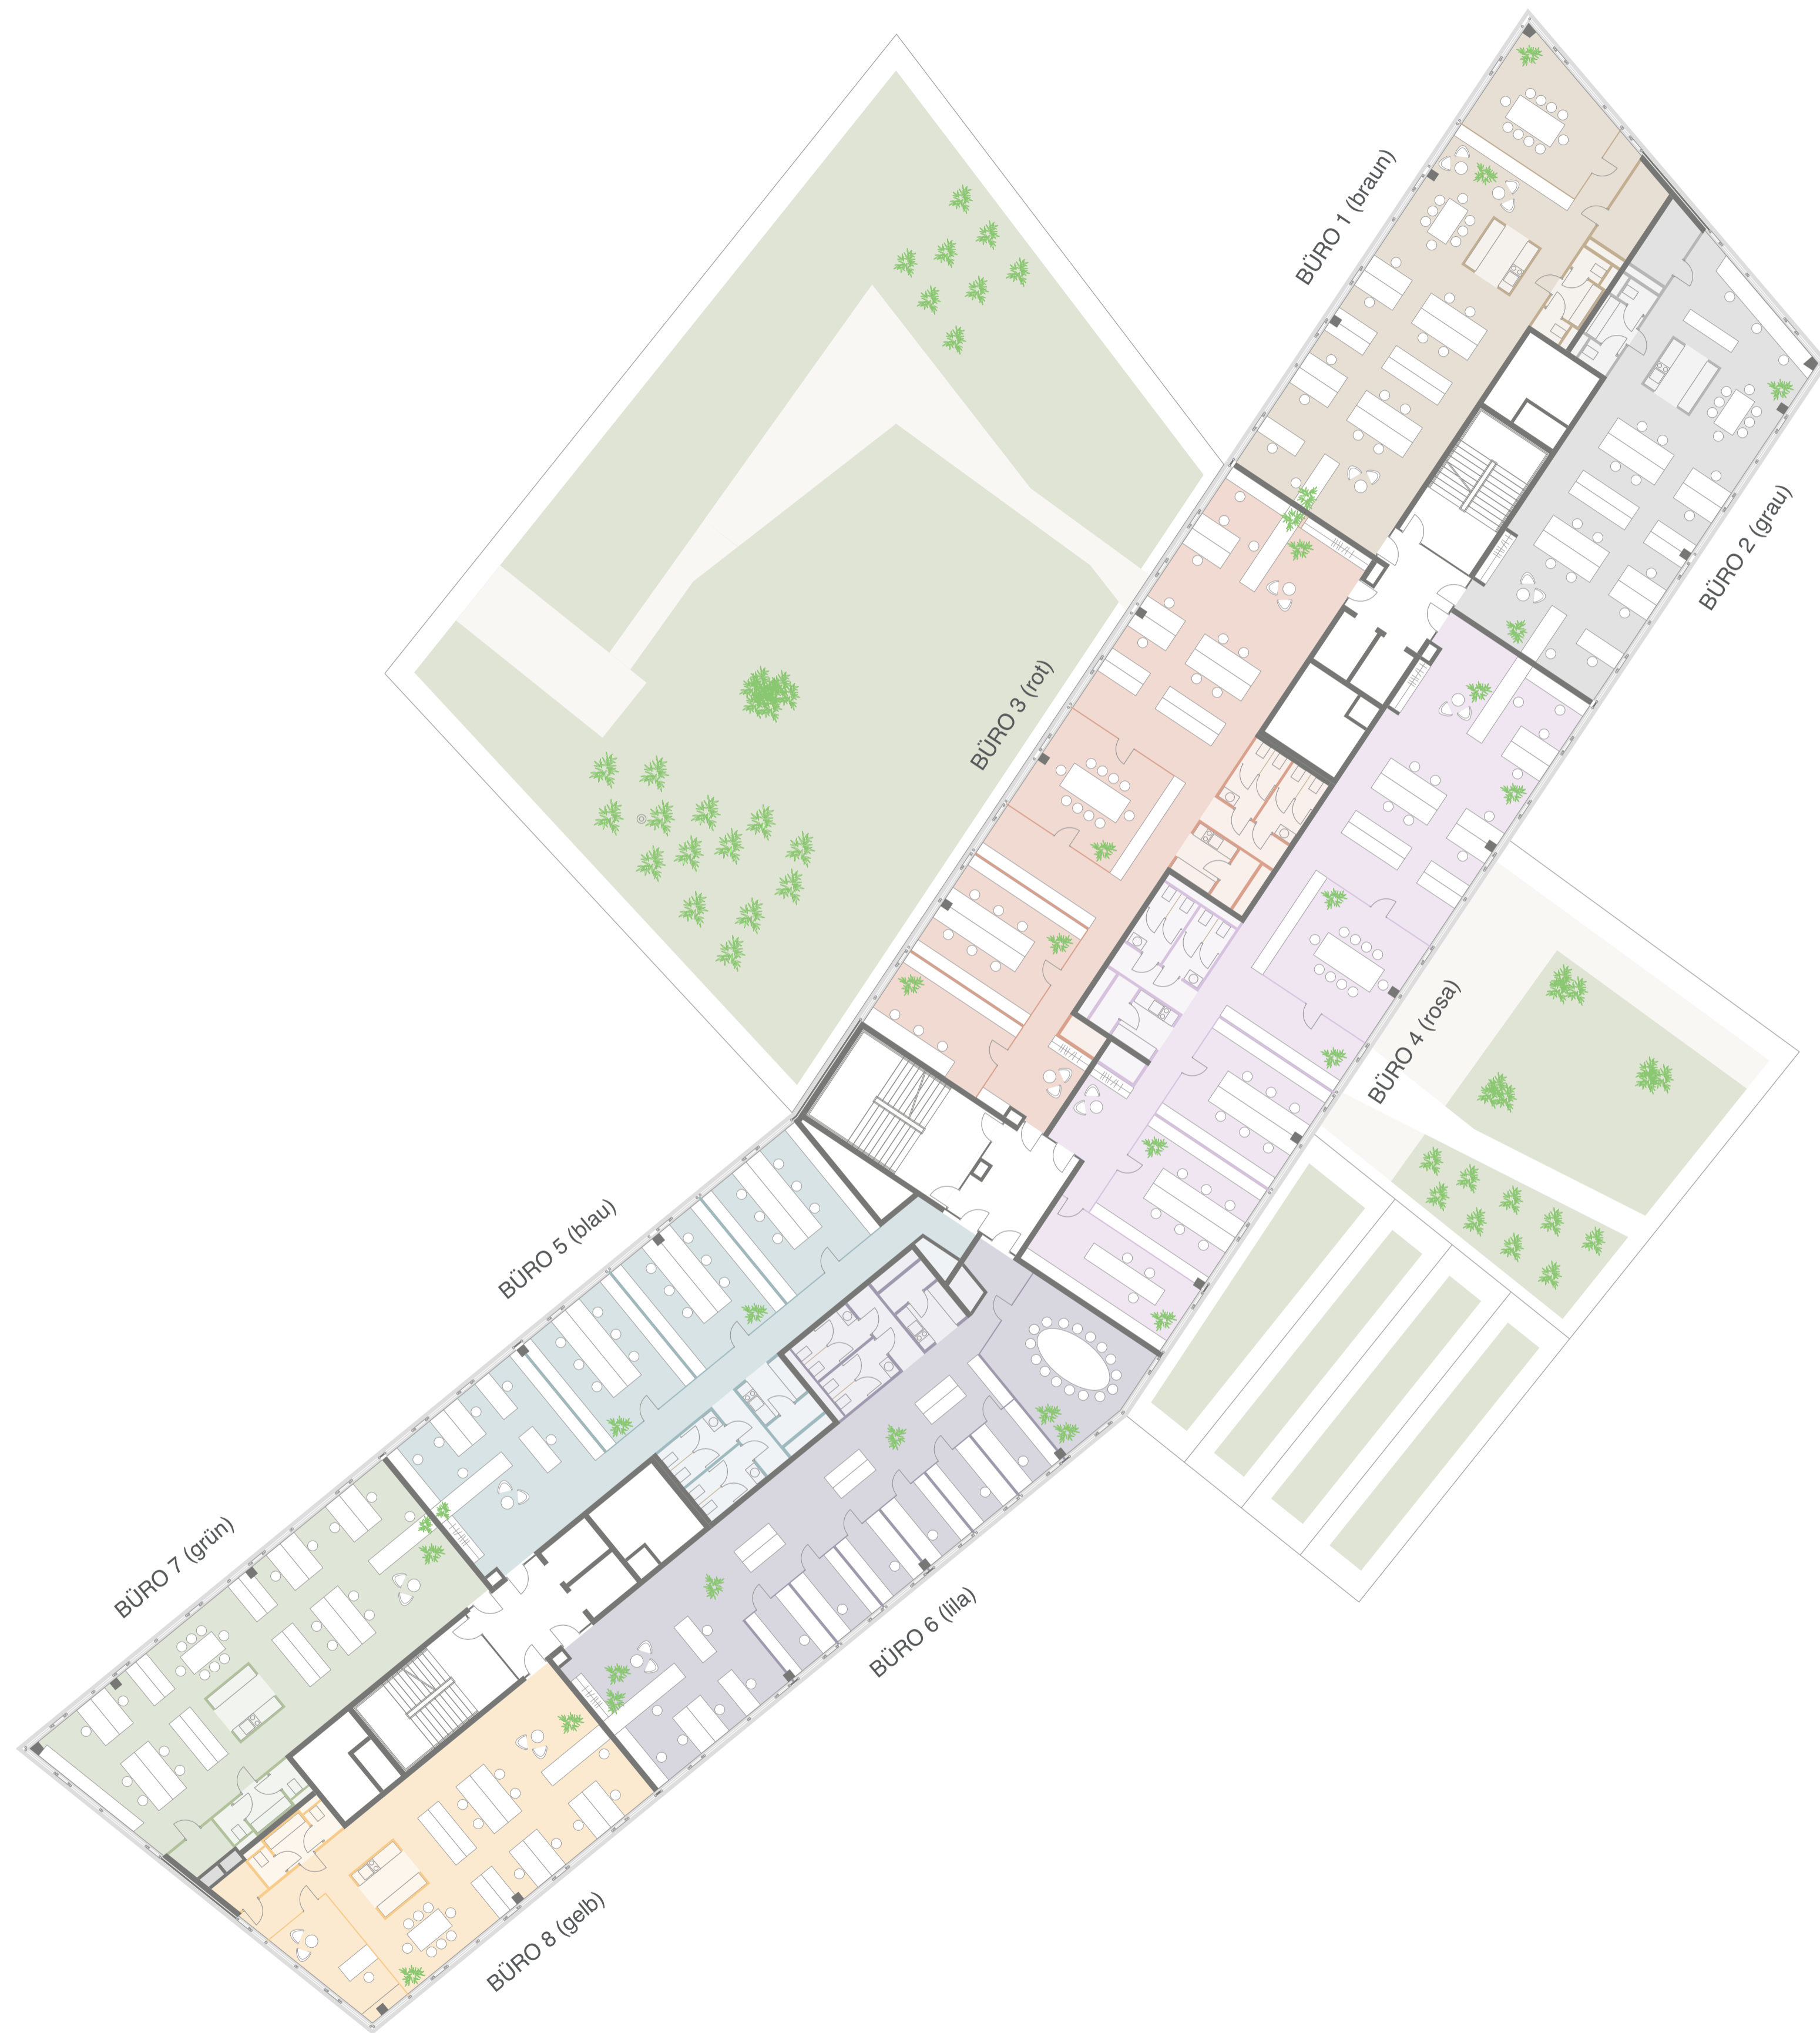 BÜRO 1 (braun)
BÜRO 2 (grau)
BÜRO 3 (rot)
BÜRO 4 (rosa)
BÜRO 5 (blau)
BÜRO 6 (lila)
BÜRO 7 (grün)
BÜRO 8 (gelb)